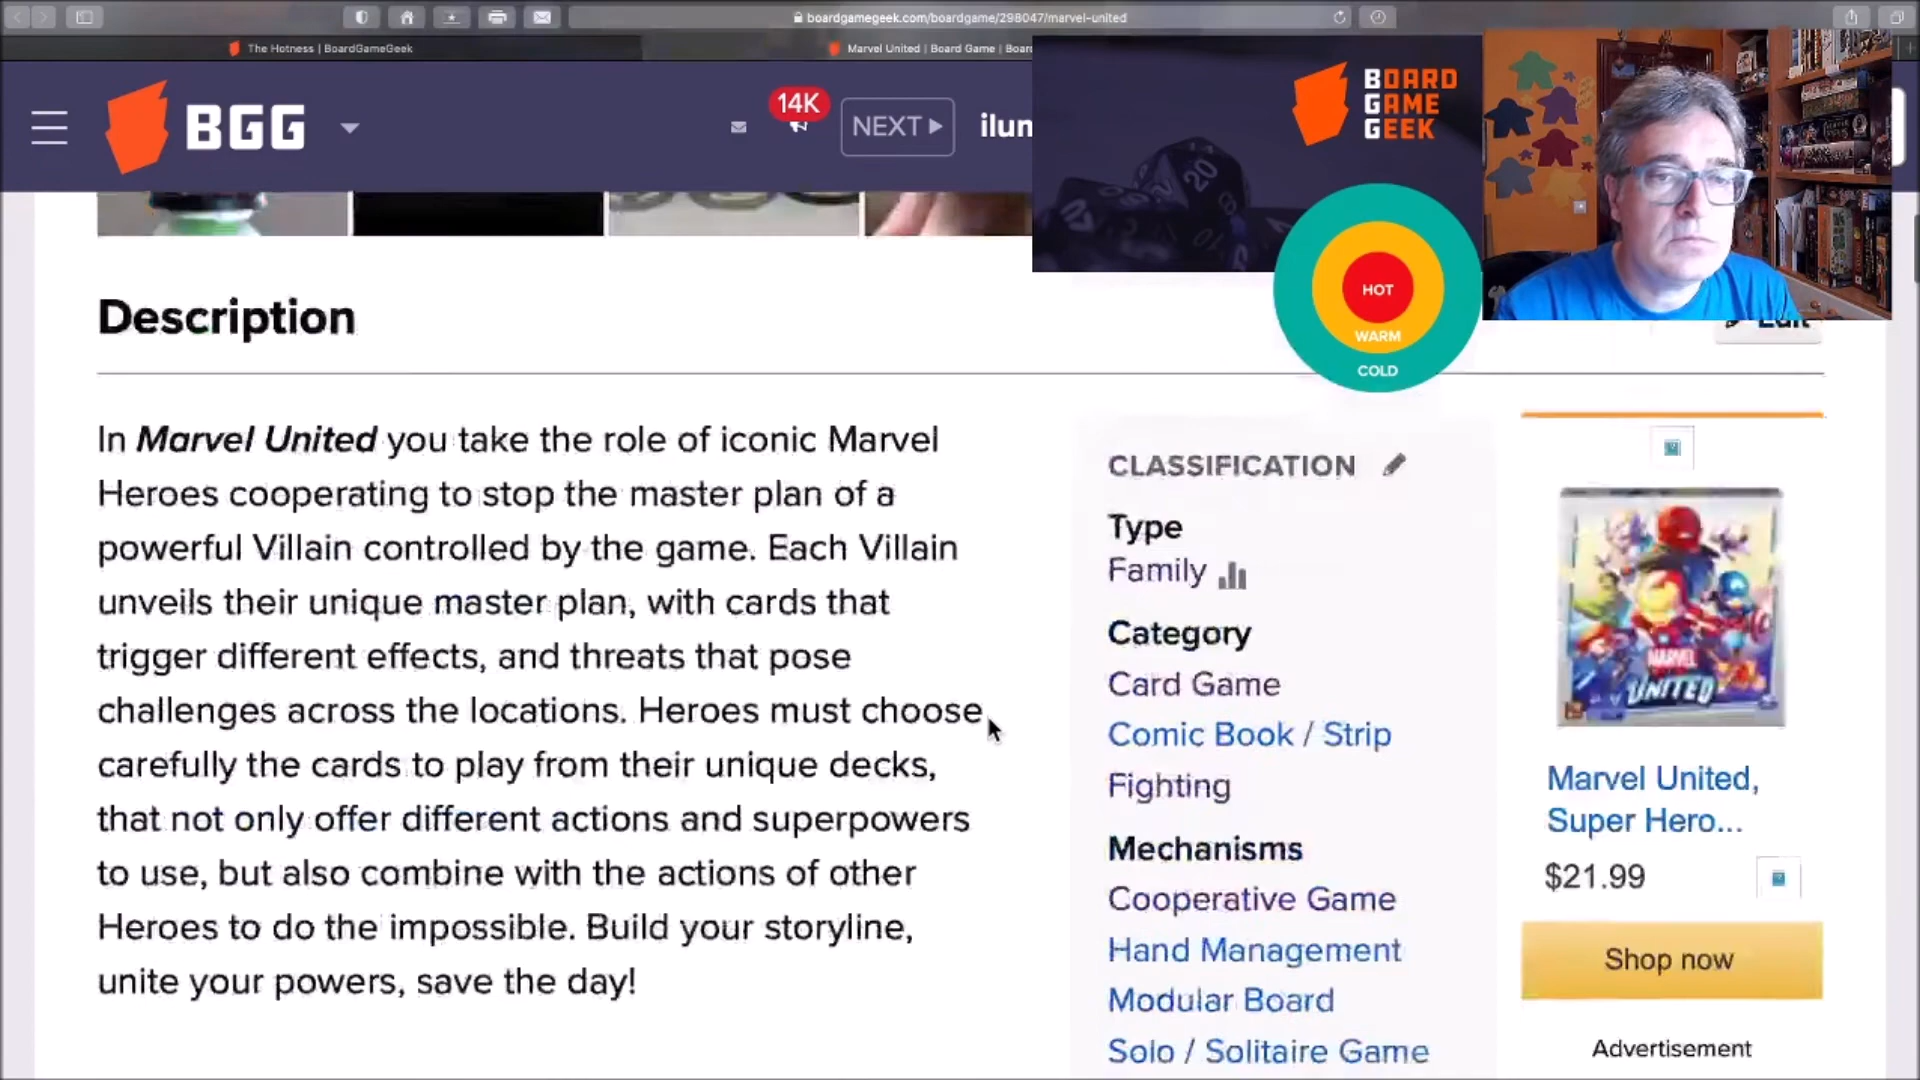 boardgamegeek.com/boardgame/298047/marvel-united
The Hotness | BoardGameGeek
Marvel United | Board Game | Boar
BGG
14K
NEXT
ilun
BOARD
GAME
GEEK
20
HOT
WARM
COLD
Description
Edit
In Marvel United you take the role of iconic Marvel
Heroes cooperating to stop the master plan of a
powerful Villain controlled by the game. Each Villain
unveils their unique master plan, with cards that
trigger different effects, and threats that pose
challenges across the locations. Heroes must choose
carefully the cards to play from their unique decks,
that not only offer different actions and superpowers
to use, but also combine with the actions of other
Heroes to do the impossible. Build your storyline,
unite your powers, save the day!
CLASSIFICATION
Type
Family
Category
Card Game
Comic Book / Strip
Fighting
Mechanisms
Cooperative Game
Hand Management
Modular Board
Solo / Solitaire Game
MARVEL
UNITED
Marvel United,
Super Hero...
$21.99
Shop now
Advertisement